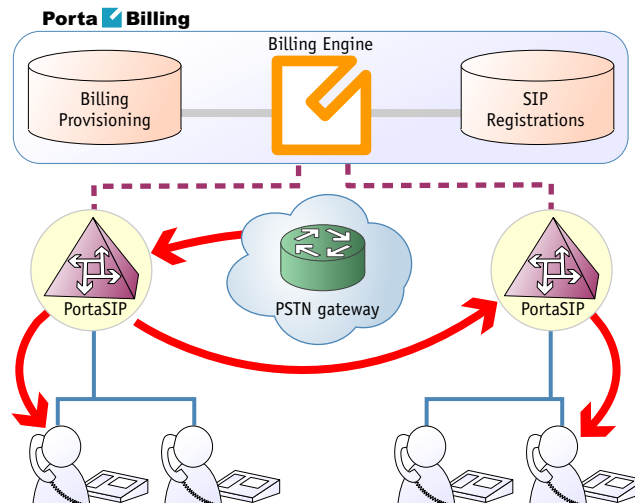 Porta Billing
Billing Engine
Billing
Provisioning
SIP
Registrations
PortaSIP
PSTN gateway
PortaSIP